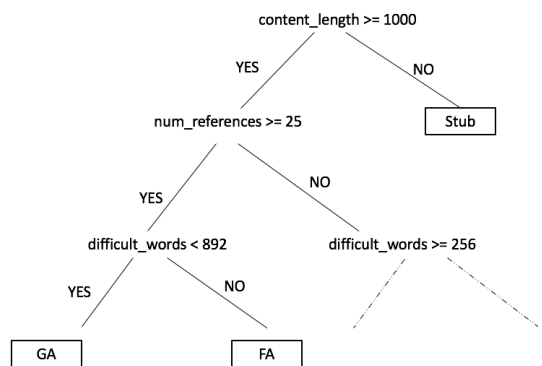 content_length >= 1000
YES
NO
num_references >= 25
Stub
YES
NO
difficult_words < 892
difficult_words >= 256
YES
NO
GA
FA